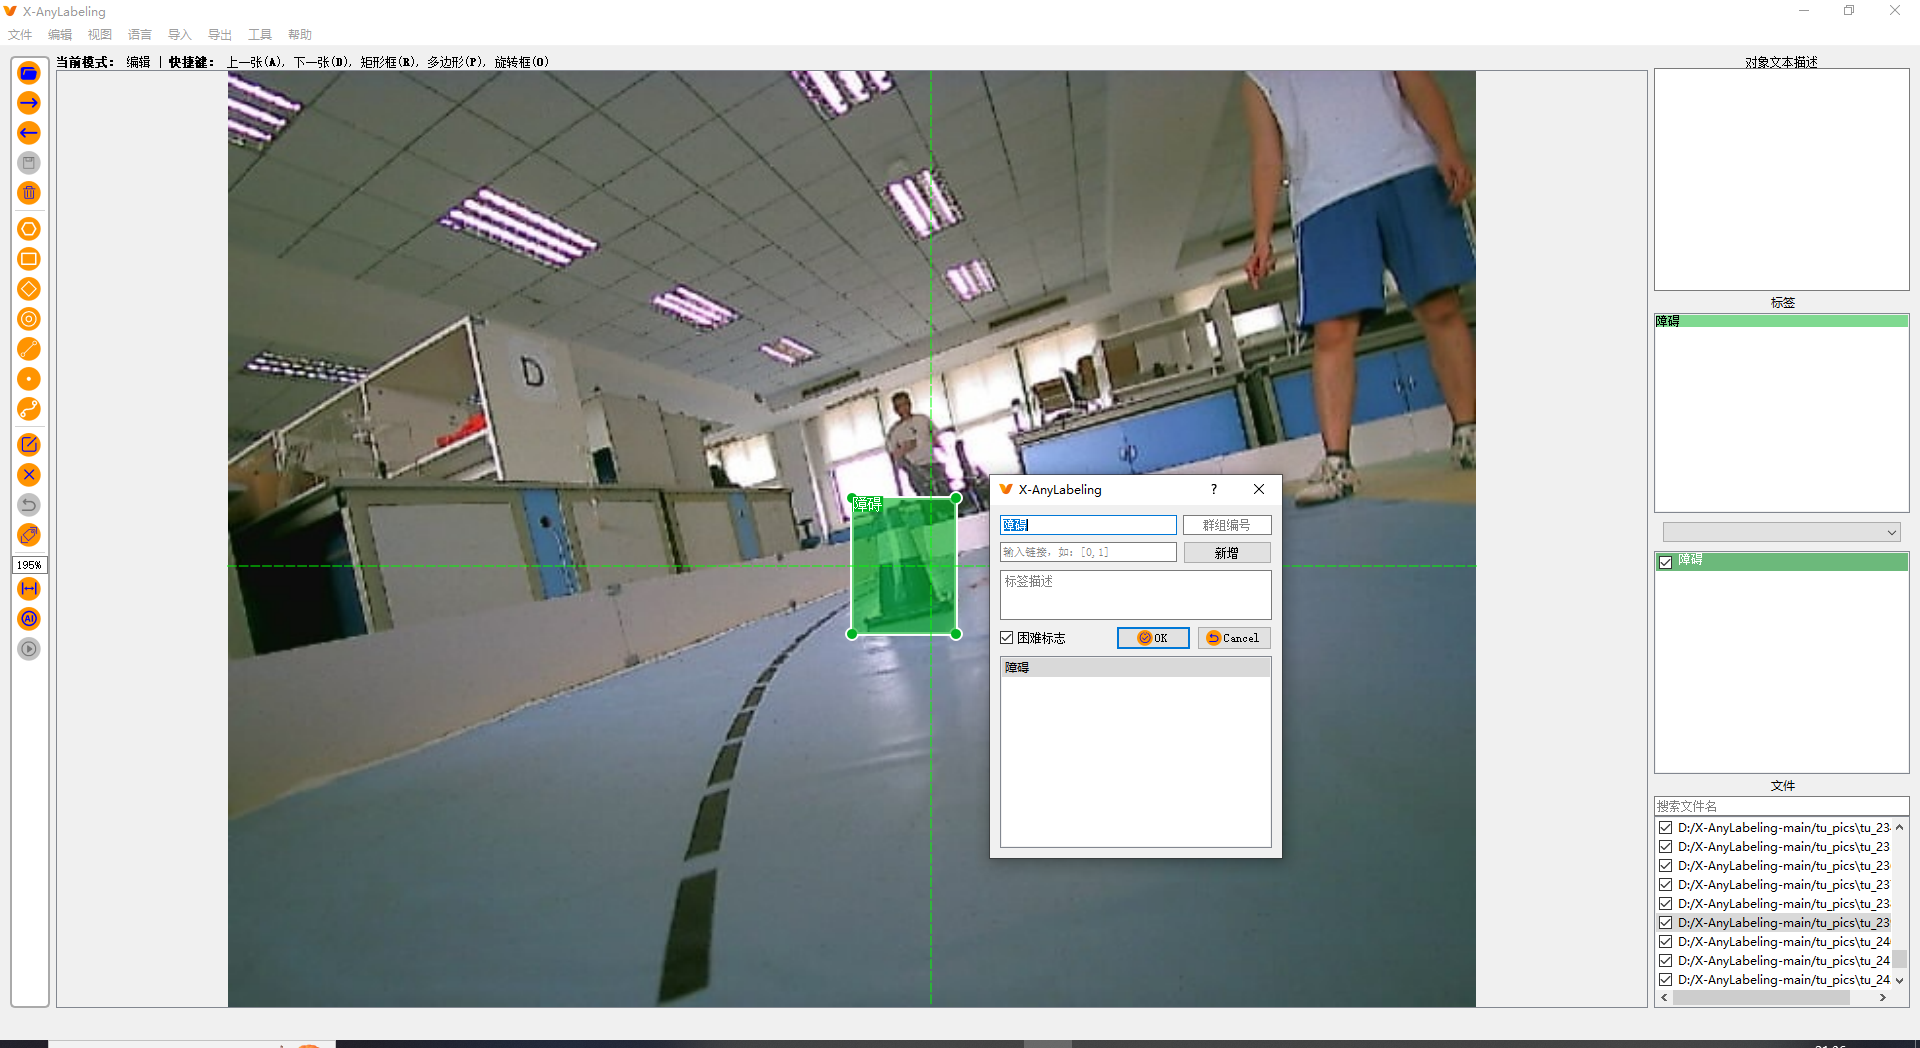 X-AnyLabeling
文件 编辑 视图 语言 导入 导出 工具 帮助
当前模式: 编辑 | 快捷键: 上一张(A), 下一张(D), 矩形框(R), 多边形(P), 旋转框(O)
对象文本描述
标签
障碍
障碍
D
障碍
X-AnyLabeling ?
障碍 群组编号
输入链接, 如: [0,1] 新增
标签描述
困难标志 OK Cancel
障碍
195%
AI
文件
搜索文件名
D:/X-AnyLabeling-main/tu_pics\tu_23
D:/X-AnyLabeling-main/tu_pics\tu_23
D:/X-AnyLabeling-main/tu_pics\tu_23
D:/X-AnyLabeling-main/tu_pics\tu_23
D:/X-AnyLabeling-main/tu_pics\tu_23
D:/X-AnyLabeling-main/tu_pics\tu_23
D:/X-AnyLabeling-main/tu_pics\tu_24
D:/X-AnyLabeling-main/tu_pics\tu_24
D:/X-AnyLabeling-main/tu_pics\tu_24